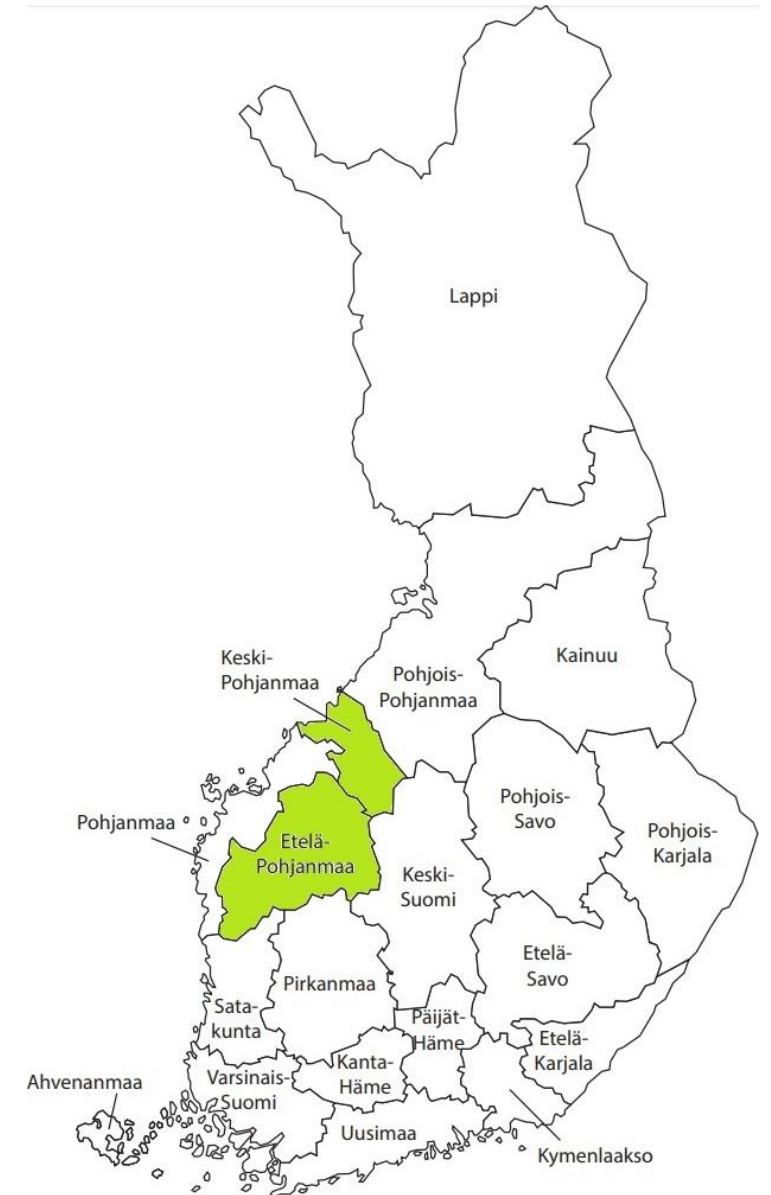 Lappi
Kainuu
Keski-
Pohjanmaa
Pohjois-
Pohjanmaa
Pohjois-
Savo
Pohjanmaa
Pohjois-
Karjala
Etelä-
Pohjanmaa
Keski-
Suomi
Etelä-
Savo
Pirkanmaa
Sata-
kunta
Päijät-
Häme
Etelä-
Karjala
Ahvenanmaa
Varsinais-
Suomi
Kanta-
Häme
Uusimaa
Kymenlaakso